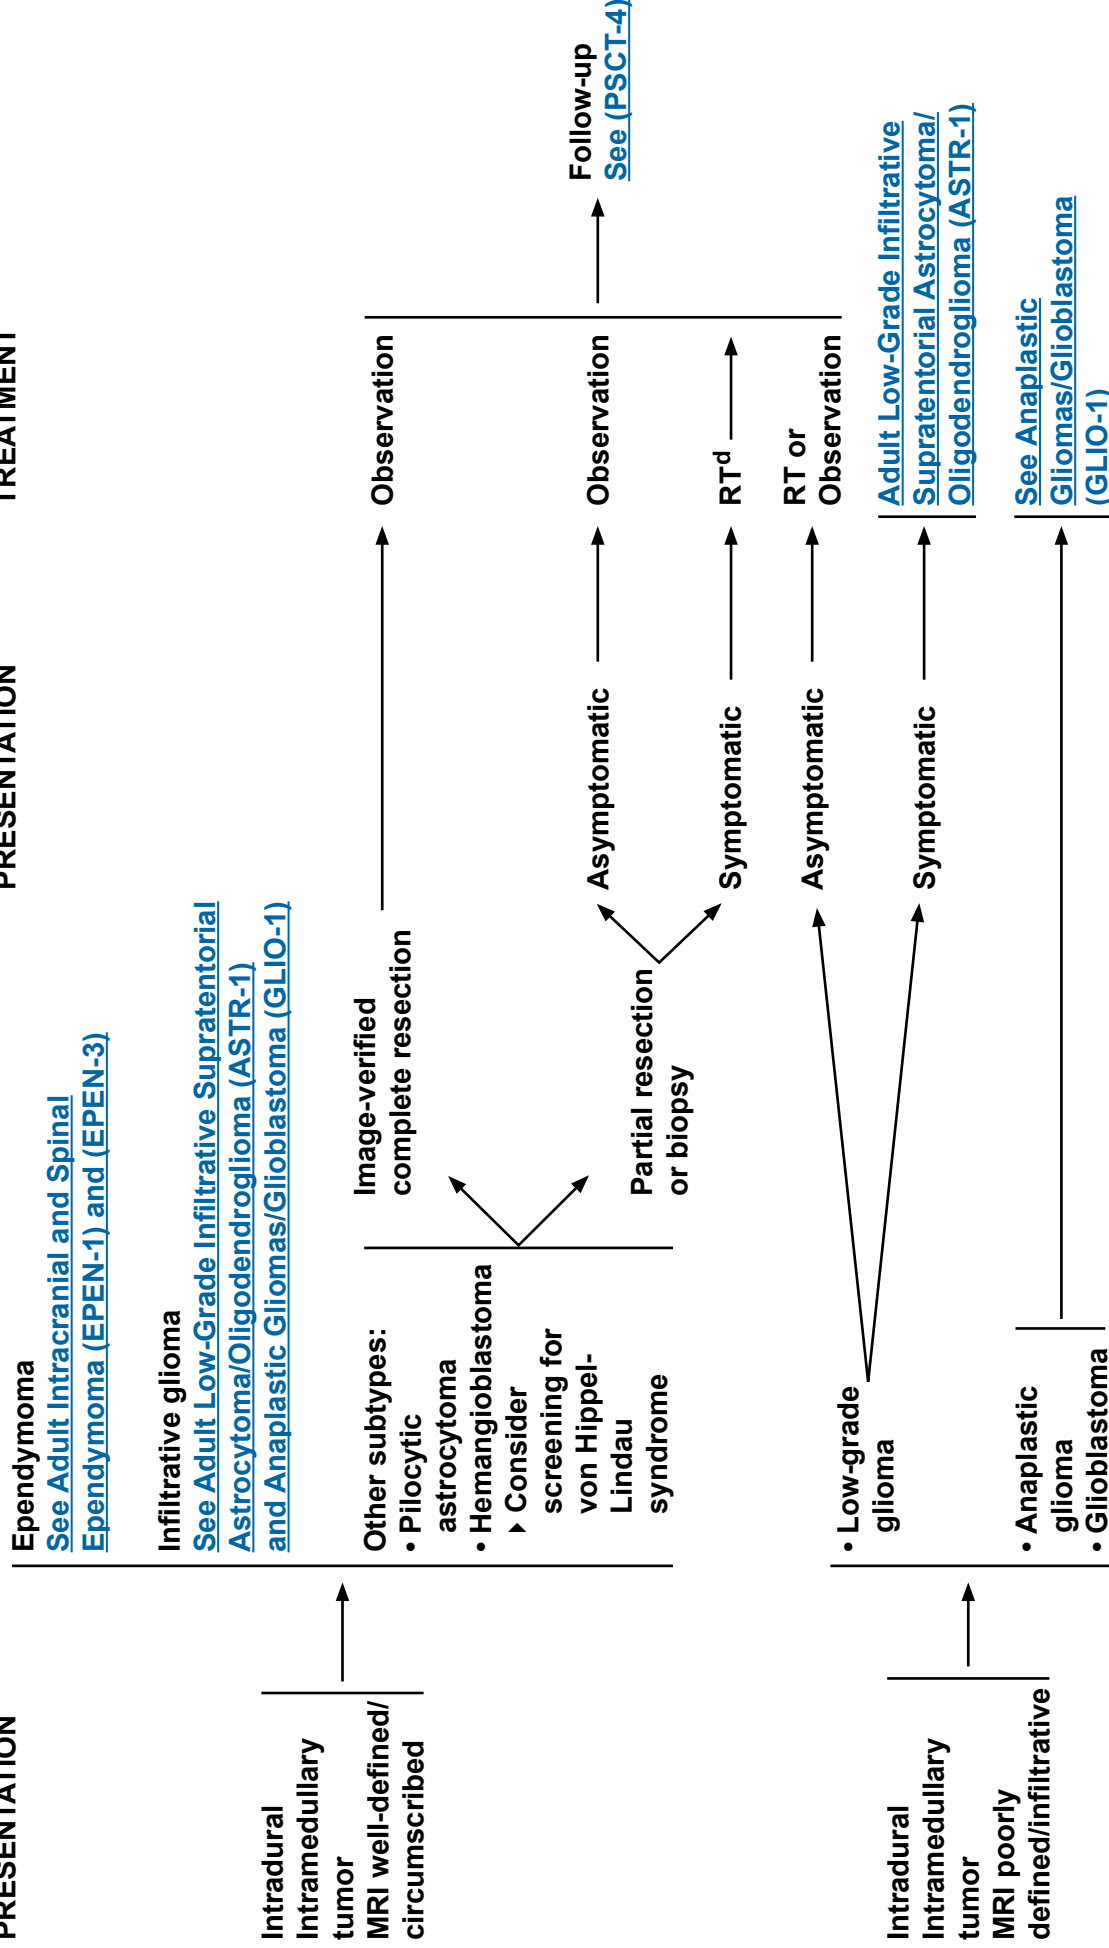 PRESENTATION
PRESENTATION
TREATMENT
Intradural
Intramedullary
tumor
MRI well-defined/
circumscribed
Ependymoma
See Adult Intracranial and Spinal
Ependymoma (EPEN-1) and (EPEN-3)
Infiltrative glioma
See Adult Low-Grade Infiltrative Supratentorial
Astrocytoma/Oligodendroglioma (ASTR-1)
and Anaplastic Gliomas/Glioblastoma (GLIO-1)
Other subtypes:
• Pilocytic
astrocytoma
• Hemangioblastoma
▸ Consider
screening for
von Hippel-
Lindau
syndrome
Image-verified
complete resection
Observation
Partial resection
or biopsy
Asymptomatic
Observation
Symptomatic
RTᵈ
Follow-up
See (PSCT-4)
Intradural
Intramedullary
tumor
MRI poorly
defined/infiltrative
• Low-grade
glioma
Asymptomatic
RT or
Observation
Symptomatic
Adult Low-Grade Infiltrative
Supratentorial Astrocytoma/
Oligodendroglioma (ASTR-1)
• Anaplastic
glioma
• Glioblastoma
See Anaplastic
Gliomas/Glioblastoma
(GLIO-1)